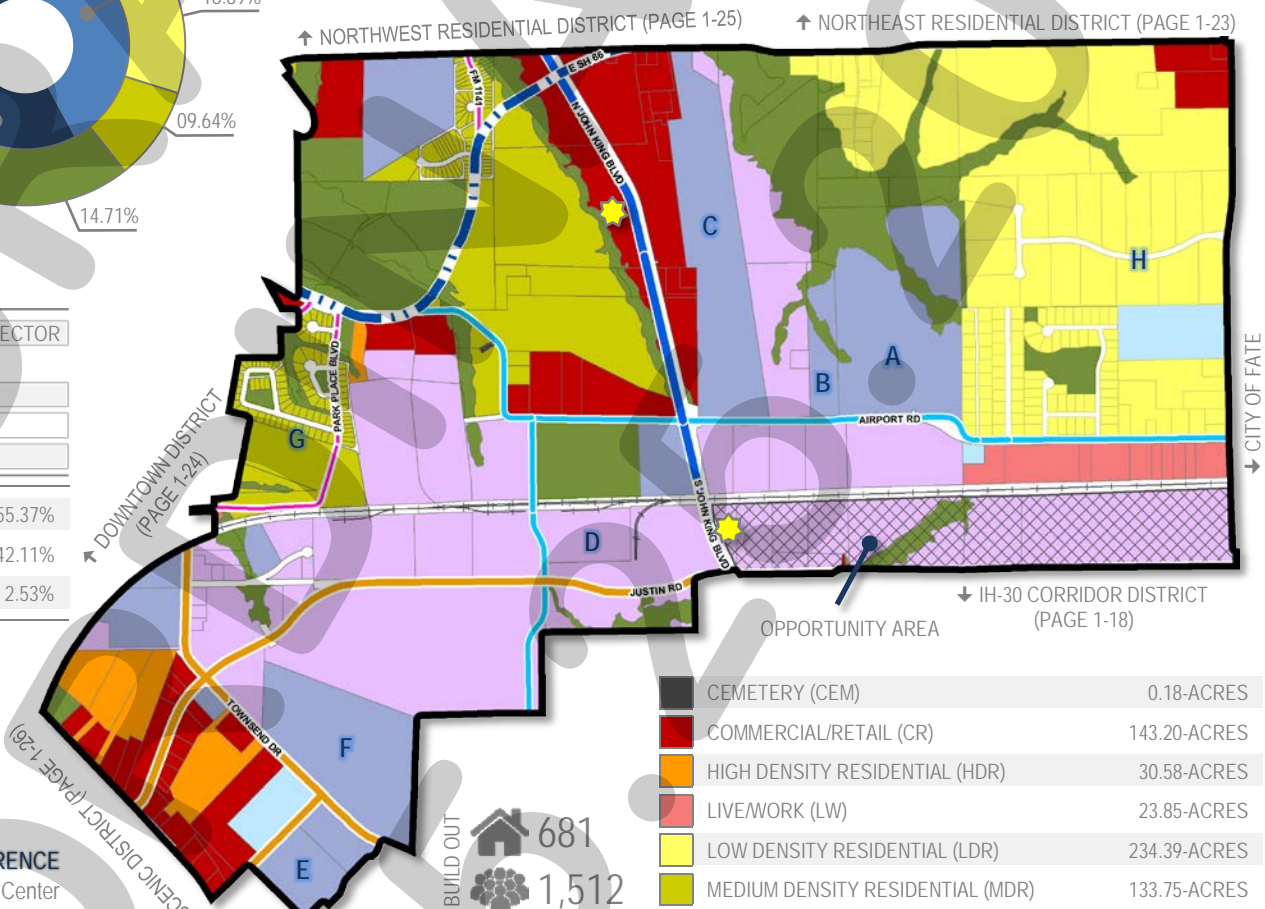 ↑ NORTHWEST RESIDENTIAL DISTRICT (PAGE 1-25)
↑ NORTHEAST RESIDENTIAL DISTRICT (PAGE 1-23)
09.64%
14.71%
E SH 66
FM 1141
N JOHN KING BLVD
C
H
A
B
ECTOR
PARK PLACE BLVD
G
AIRPORT RD
↓ CITY OF FATE
DOWNTOWN DISTRICT
(PAGE 1-24)
55.37%
42.11%
2.53%
S JOHN KING BLVD
D
JUSTIN RD
OPPORTUNITY AREA
↓ IH-30 CORRIDOR DISTRICT
(PAGE 1-18)
TOWNSEND DR
F
E
SCENIC DISTRICT (PAGE 1-26)
RENCE
Center
BUILD OUT
681
1,512
CEMETERY (CEM) 0.18-ACRES
COMMERCIAL/RETAIL (CR) 143.20-ACRES
HIGH DENSITY RESIDENTIAL (HDR) 30.58-ACRES
LIVE/WORK (LW) 23.85-ACRES
LOW DENSITY RESIDENTIAL (LDR) 234.39-ACRES
MEDIUM DENSITY RESIDENTIAL (MDR) 133.75-ACRES